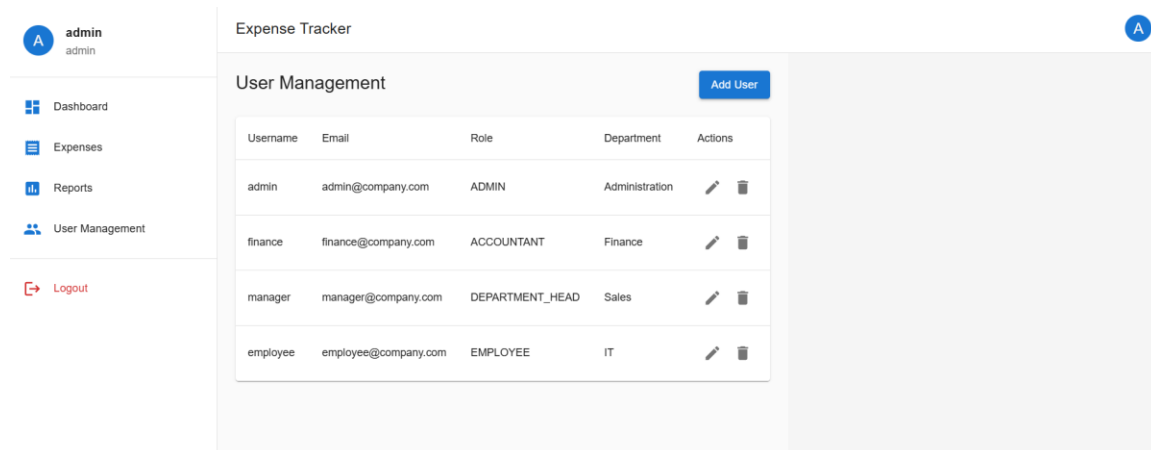 A
admin
admin
Dashboard
Expenses
Reports
User Management
Logout
Expense Tracker
A
User Management
Add User
Username Email Role Department Actions
admin admin@company.com ADMIN Administration
finance finance@company.com ACCOUNTANT Finance
manager manager@company.com DEPARTMENT_HEAD Sales
employee employee@company.com EMPLOYEE IT